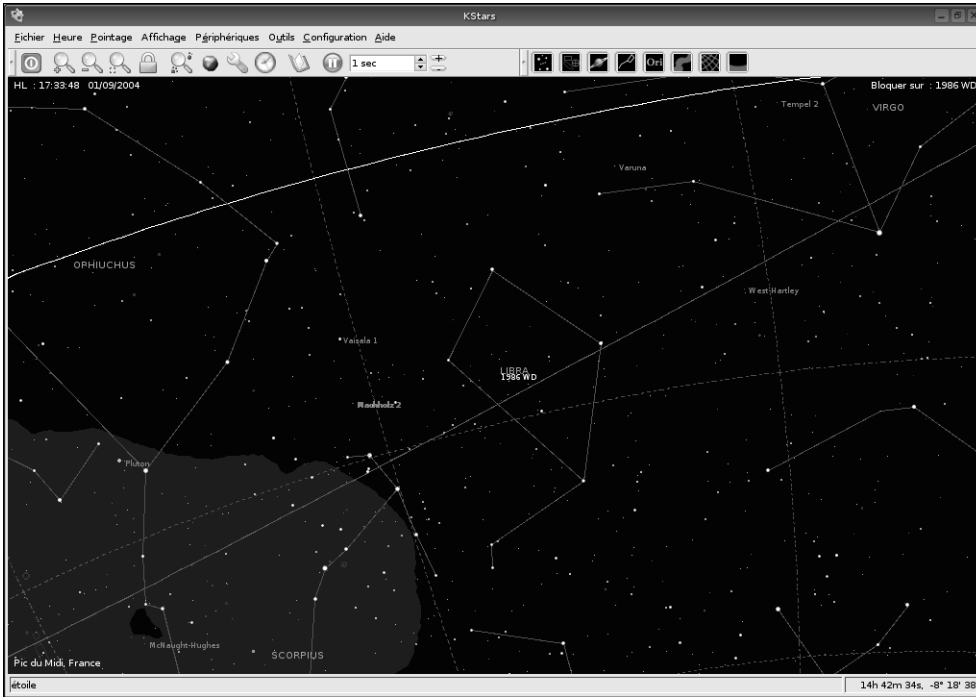 KStars
Fichier Heure Pointage Affichage Périphériques Outils Configuration Aide
1 sec
Ori
HL : 17:33:48 01/09/2004
Bloquer sur : 1986 WD
Tempel 2
VIRGO
Varuna
OPHIUCHUS
West-Hartley
Vaisala 1
LIBRA
1986 WD
Pluton
McNaught-Hughes
SCORPIUS
Pic du Midi, France
étoile
14h 42m 34s, -8° 18' 38